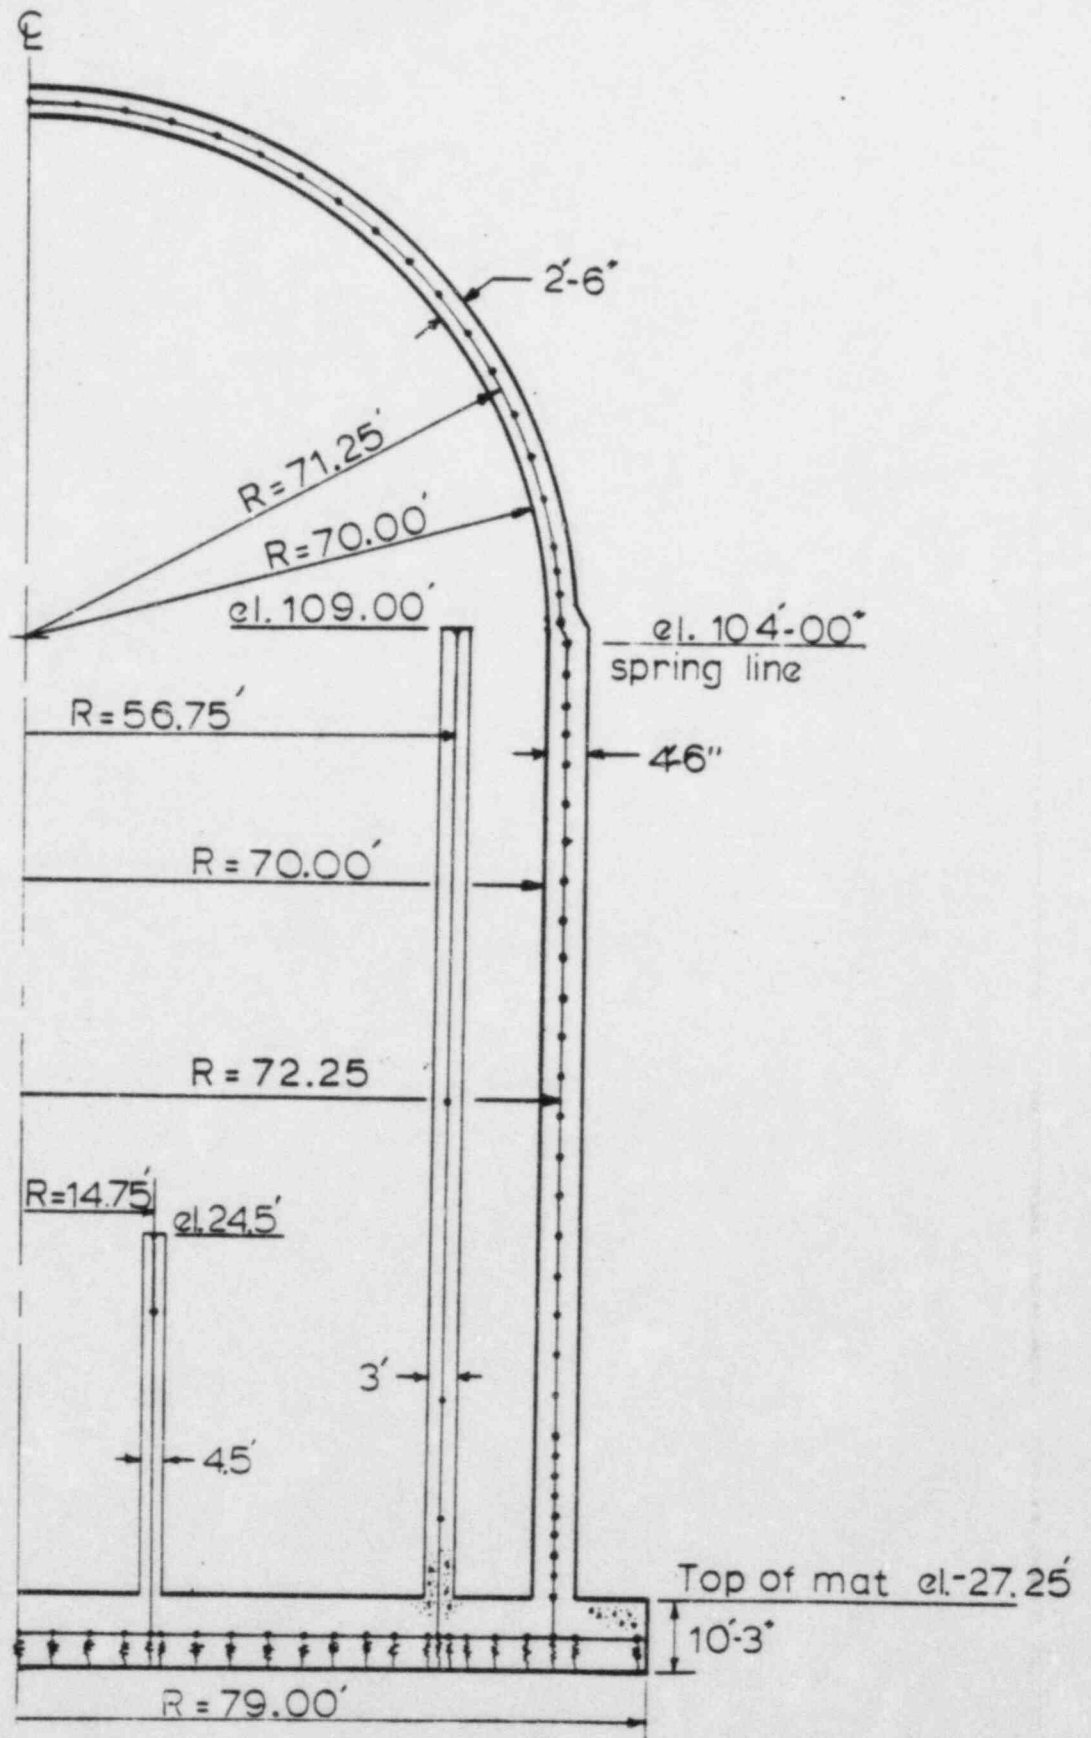 ℄
2'-6"
R=71.25'
R=70.00'
el. 109.00'
el. 104'-00"
spring line
R=56.75'
4'6"
R=70.00'
R=72.25
R=14.75'
el.24.5'
3'
4.5'
Top of mat el.-27.25'
10'-3"
R=79.00'